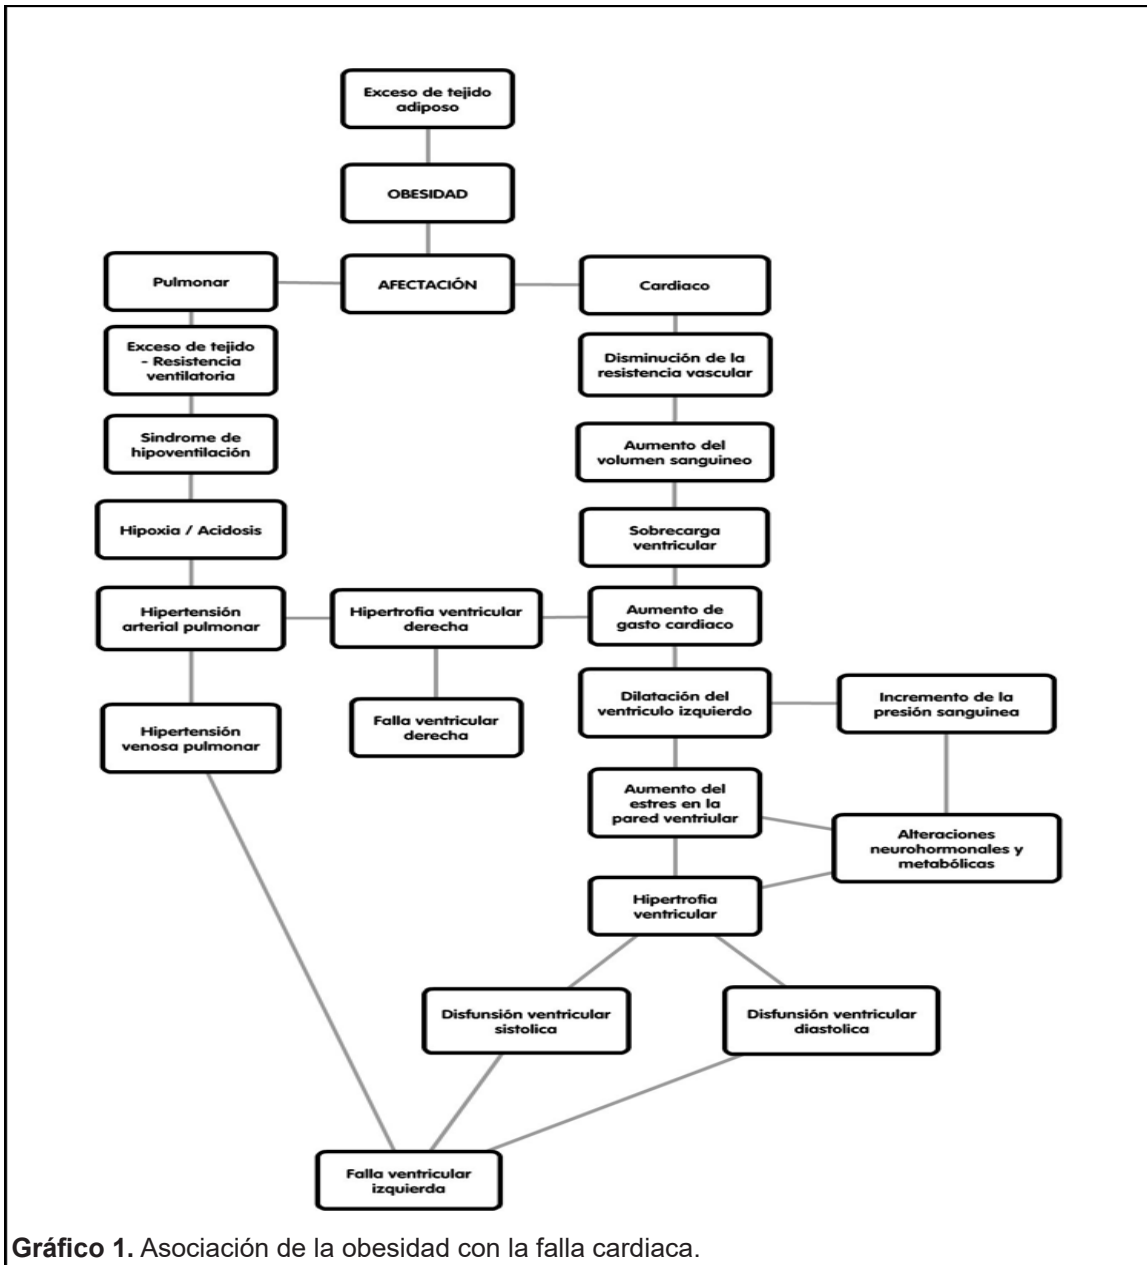 Exceso de tejido
adiposo
OBESIDAD
Pulmonar
AFECTACIÓN
Cardiaco
Exceso de tejido
- Resistencia
ventilatoria
Disminución de la
resistencia vascular
Sindrome de
hipoventilación
Aumento del
volumen sanguineo
Hipoxia / Acidosis
Sobrecarga
ventricular
Hipertensión
arterial pulmonar
Hipertrofia ventricular
derecha
Aumento de
gasto cardiaco
Hipertensión
venosa pulmonar
Falla ventricular
derecha
Dilatación del
ventriculo izquierdo
Incremento de la
presión sanguinea
Aumento del
estres en la
pared ventriular
Alteraciones
neurohormonales y
metabólicas
Hipertrofia
ventricular
Disfunsión ventricular
sistolica
Disfunsión ventricular
diastolica
Falla ventricular
izquierda
Gráfico 1. Asociación de la obesidad con la falla cardiaca.